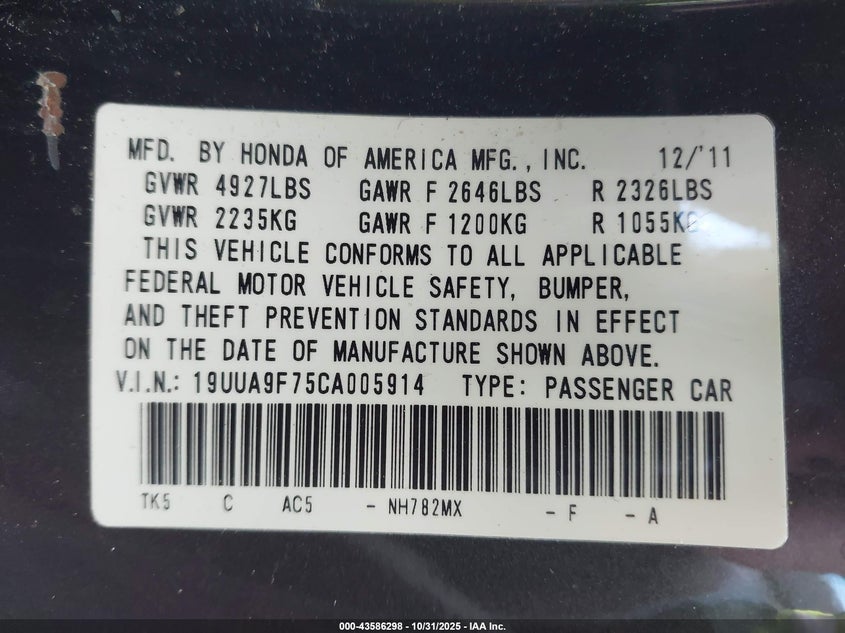 MFD. BY HONDA OF AMERICA MFG., INC. 12/'11
GVWR 4927LBS GAWR F 2646LBS R 2326LBS
GVWR 2235KG GAWR F 1200KG R 1055KG
THIS VEHICLE CONFORMS TO ALL APPLICABLE
FEDERAL MOTOR VEHICLE SAFETY, BUMPER,
AND THEFT PREVENTION STANDARDS IN EFFECT
ON THE DATE OF MANUFACTURE SHOWN ABOVE.
V.I.N.: 19UUA9F75CA005914 TYPE: PASSENGER CAR
TK5 C AC5 - NH782MX - F - A
000-43586298 - 10/31/2025 - IAA Inc.